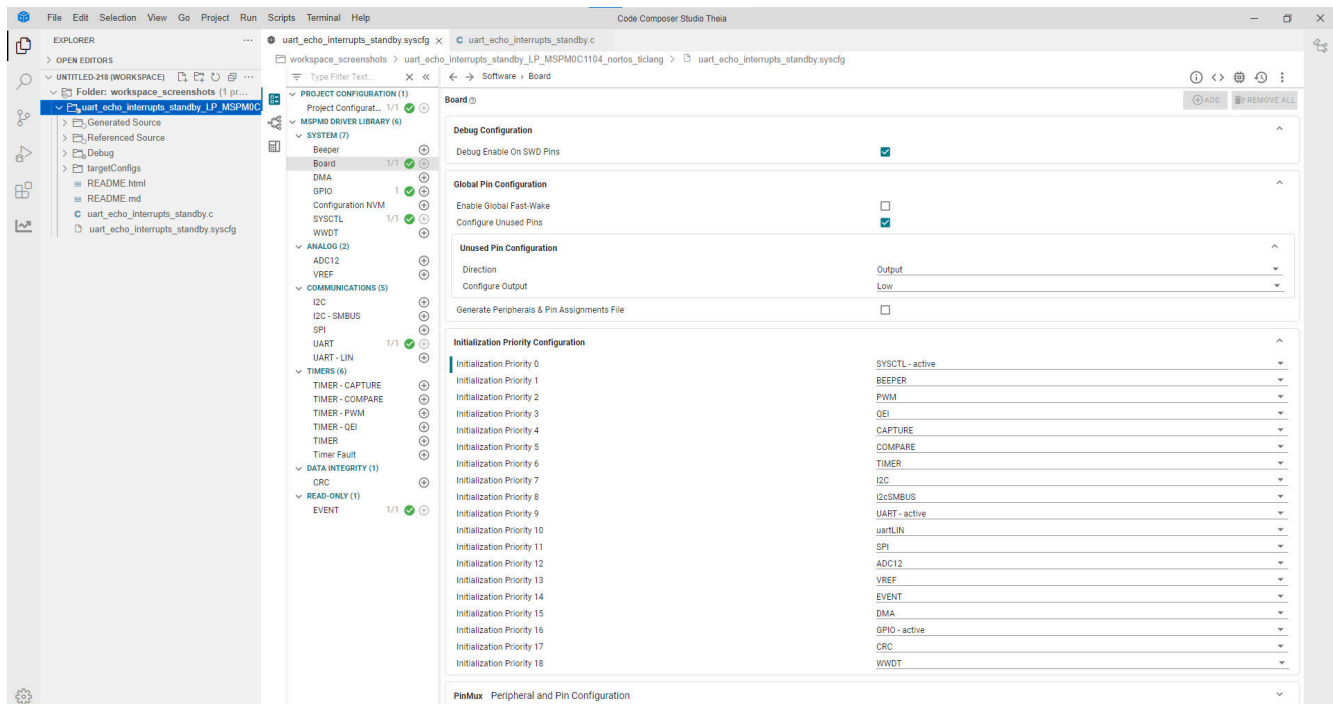 File Edit Selection View Go Project Run Scripts Terminal Help
Code Composer Studio Theia
EXPLORER
OPEN EDITORS
UNTITLED-218 (WORKSPACE)
Folder: workspace_screenshots (1 pr...
uart_echo_interrupts_standby_LP_MSPM0C
Generated Source
Referenced Source
Debug
targetConfigs
README.html
README.md
C uart_echo_interrupts_standby.c
uart_echo_interrupts_standby.syscfg
uart_echo_interrupts_standby.syscfg
C uart_echo_interrupts_standby.c
workspace_screenshots > uart_echo_interrupts_standby_LP_MSPM0C1104_nortos_ticlang > uart_echo_interrupts_standby.syscfg
Type Filter Text...
PROJECT CONFIGURATION (1)
Project Configurat... 1/1
MSPM0 DRIVER LIBRARY (6)
SYSTEM (7)
Beeper
Board 1/1
DMA
GPIO 1
Configuration NVM
SYSCTL 1/1
WWDT
ANALOG (2)
ADC12
VREF
COMMUNICATIONS (5)
I2C
I2C - SMBUS
SPI
UART 1/1
UART - LIN
TIMERS (6)
TIMER - CAPTURE
TIMER - COMPARE
TIMER - PWM
TIMER - QEI
TIMER
Timer Fault
DATA INTEGRITY (1)
CRC
READ-ONLY (1)
EVENT 1/1
Software > Board
Board
ADD
REMOVE ALL
Debug Configuration
Debug Enable On SWD Pins
Global Pin Configuration
Enable Global Fast-Wake
Configure Unused Pins
Unused Pin Configuration
Direction Output
Configure Output Low
Generate Peripherals & Pin Assignments File
Initialization Priority Configuration
Initialization Priority 0 SYSCTL - active
Initialization Priority 1 BEEPER
Initialization Priority 2 PWM
Initialization Priority 3 QEI
Initialization Priority 4 CAPTURE
Initialization Priority 5 COMPARE
Initialization Priority 6 TIMER
Initialization Priority 7 I2C
Initialization Priority 8 i2cSMBUS
Initialization Priority 9 UART - active
Initialization Priority 10 uartLIN
Initialization Priority 11 SPI
Initialization Priority 12 ADC12
Initialization Priority 13 VREF
Initialization Priority 14 EVENT
Initialization Priority 15 DMA
Initialization Priority 16 GPIO - active
Initialization Priority 17 CRC
Initialization Priority 18 WWDT
PinMux Peripheral and Pin Configuration